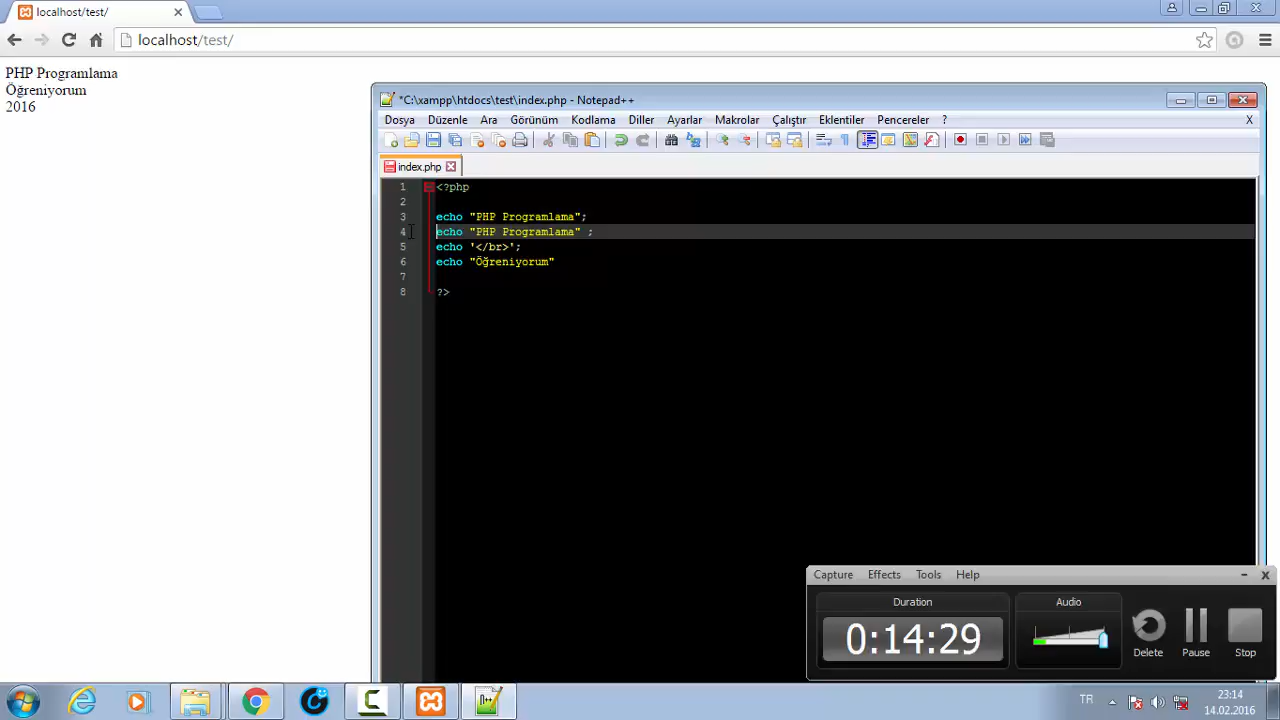 localhost/test/
localhost/test/
PHP Programlama
Öğreniyorum
2016
*C:\xampp\htdocs\test\index.php - Notepad++
Dosya Düzenle Ara Görünüm Kodlama Diller Ayarlar Makrolar Çalıştır Eklentiler Pencereler ? X
index.php
1 <?php
2
3 echo "PHP Programlama";
4 echo "PHP Programlama" ;
5 echo '</br>';
6 echo "Öğreniyorum"
7
8 ?>
Capture Effects Tools Help
Duration Audio
0:14:29
Delete Pause Stop
TR
23:14
14.02.2016